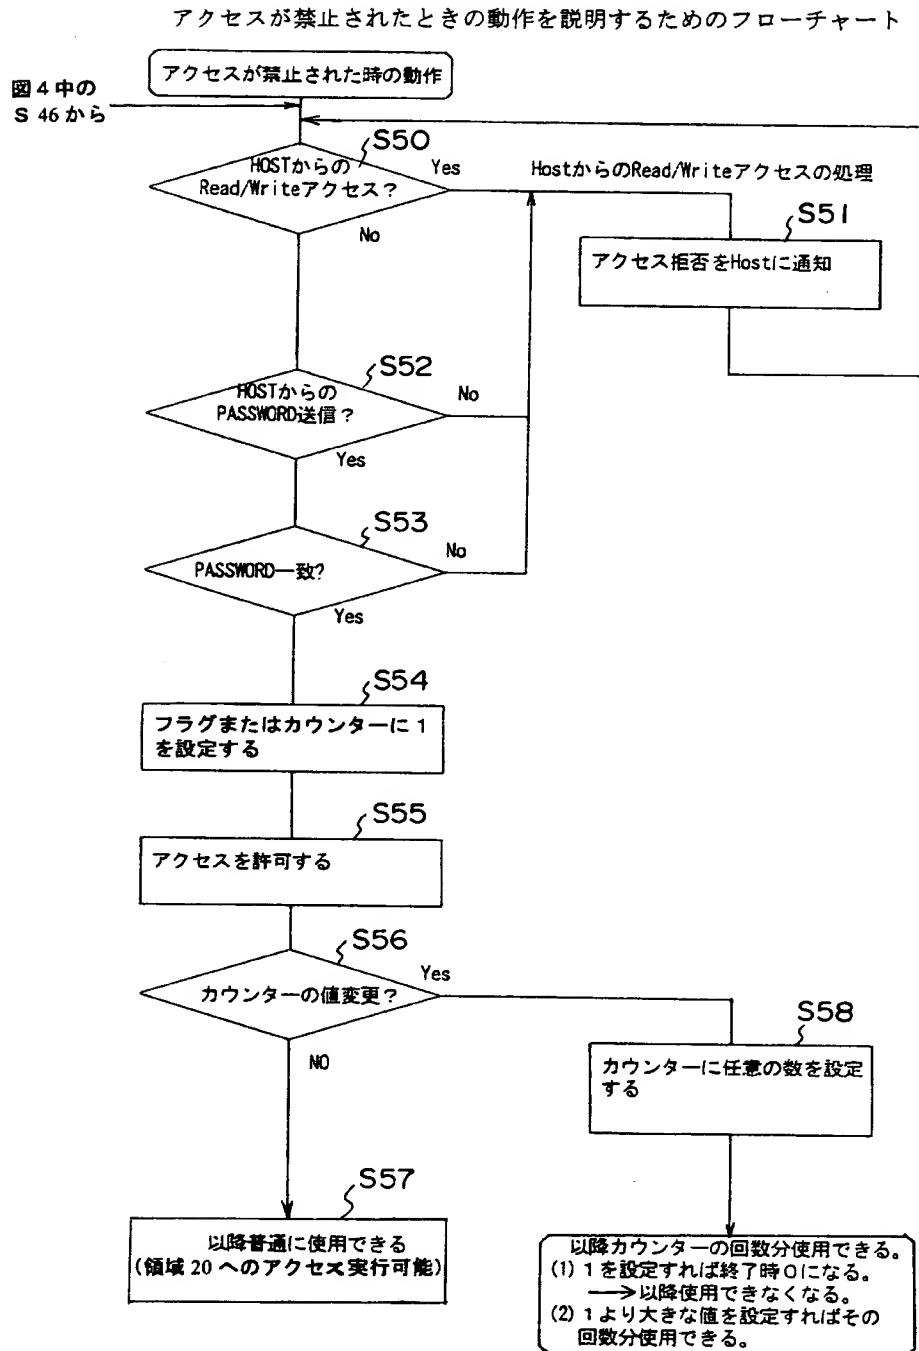 アクセスが禁止されたときの動作を説明するためのフローチャート
アクセスが禁止された時の動作
図4中の
S 46 から
S50
HOSTからの
Read/Writeアクセス？
Yes
No
HostからのRead/Writeアクセスの処理
S51
アクセス拒否をHostに通知
S52
HOSTからの
PASSWORD送信？
No
Yes
S53
PASSWORD一致?
No
Yes
S54
フラグまたはカウンターに１
を設定する
S55
アクセスを許可する
S56
カウンターの値変更？
Yes
NO
S58
カウンターに任意の数を設定
する
S57
以降普通に使用できる
(領域 20 へのアクセス実行可能)
以降カウンターの回数分使用できる。
(1) １を設定すれば終了時０になる。
→以降使用できなくなる。
(2) １より大きな値を設定すればその
回数分使用できる。